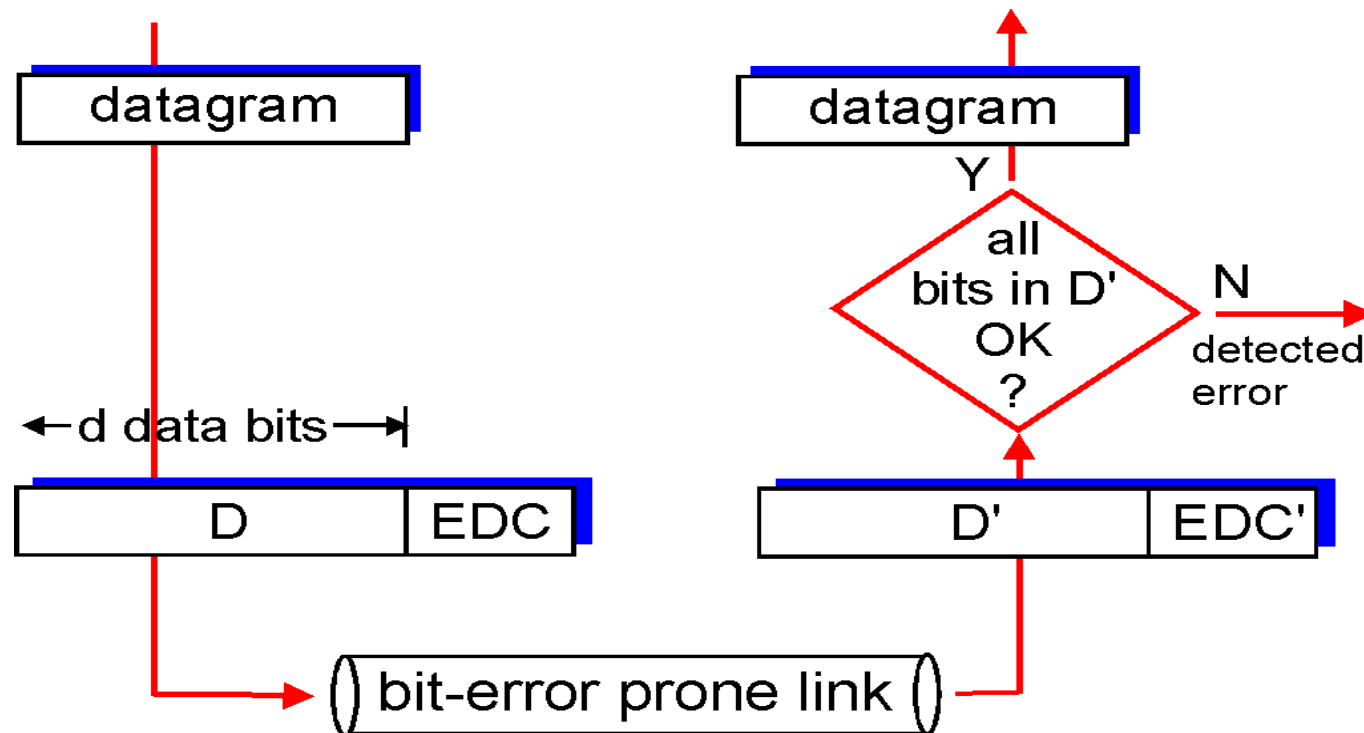 datagram
d data bits
D
EDC
bit-error prone link
D'
EDC'
all
bits in D'
OK
?
Y
N
detected
error
datagram